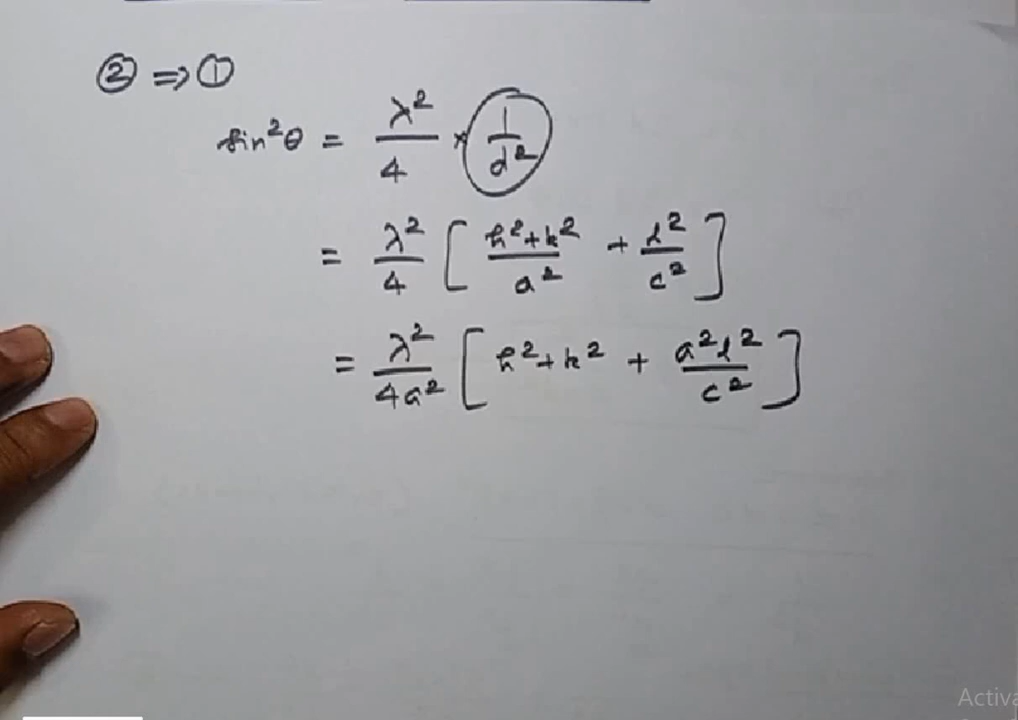 ② ⇒ ①
sin²θ = λ²/4 × 1/d²
= λ²/4 [ (h²+k²)/a² + l²/c² ]
= λ²/4a² [ h²+k² + a²l²/c² ]
Activa